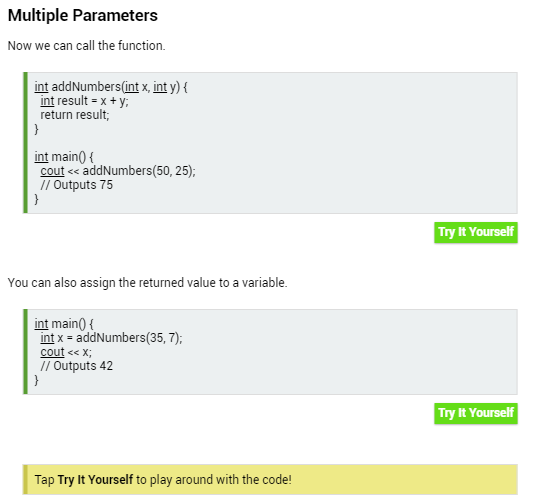 Multiple Parameters
Now we can call the function.
int addNumbers(int x, int y) {
int result = x + y;
return result;
}
int main() {
cout << addNumbers(50, 25);
// Outputs 75
}
Try It Yourself
You can also assign the returned value to a variable.
int main() {
int x = addNumbers(35, 7);
cout << x;
// Outputs 42
}
Try It Yourself
Tap Try It Yourself to play around with the code!